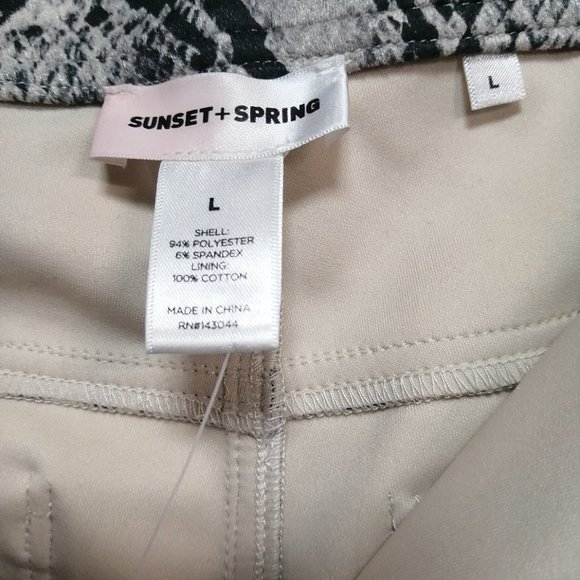 SUNSET + SPRING
L
L
SHELL:
94% POLYESTER
6% SPANDEX
LINING:
100% COTTON
MADE IN CHINA
RN#143044